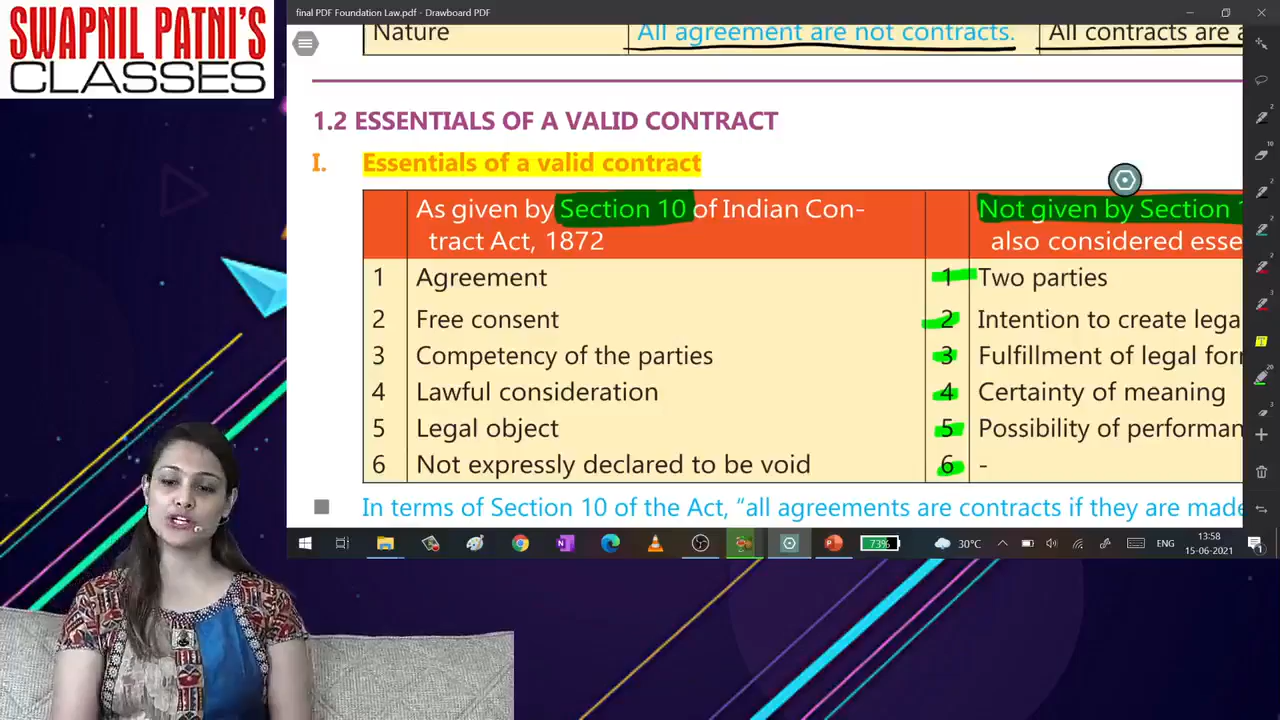 SWAPNIL PATNI'S
CLASSES
final PDF Foundation Law.pdf - Drawboard PDF
Nature All agreement are not contracts. All contracts are a
1.2 ESSENTIALS OF A VALID CONTRACT
I. Essentials of a valid contract
As given by Section 10 of Indian Con-
tract Act, 1872
Not given by Section 1
also considered esse
1 Agreement 1 Two parties
2 Free consent 2 Intention to create lega
3 Competency of the parties 3 Fulfillment of legal for
4 Lawful consideration 4 Certainty of meaning
5 Legal object 5 Possibility of performan
6 Not expressly declared to be void 6 -
In terms of Section 10 of the Act, “all agreements are contracts if they are made
73% 30°C ENG 13:58
15-06-2021